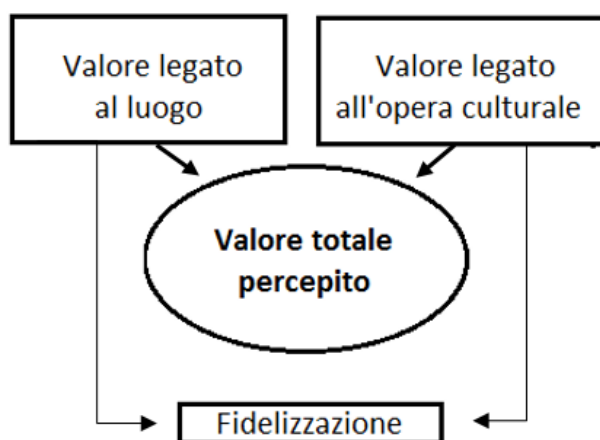 Valore legato
al luogo
Valore legato
all'opera culturale
Valore totale
percepito
Fidelizzazione